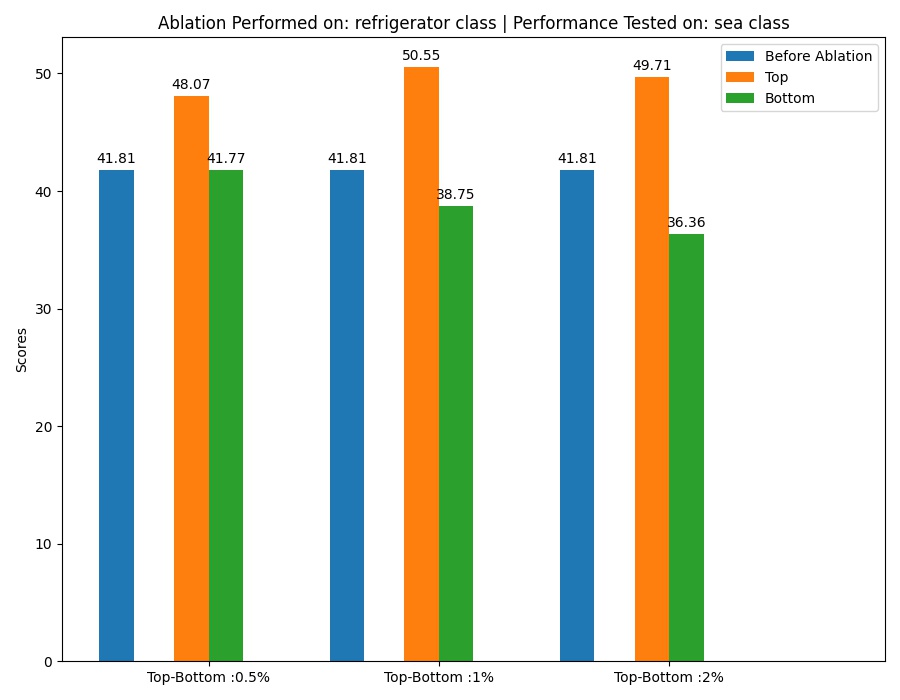 Ablation Performed on: refrigerator class | Performance Tested on: sea class
Before Ablation
Top
Bottom
50
40
30
20
10
0
Scores
41.81
48.07
41.77
41.81
50.55
38.75
41.81
49.71
36.36
Top-Bottom :0.5%
Top-Bottom :1%
Top-Bottom :2%